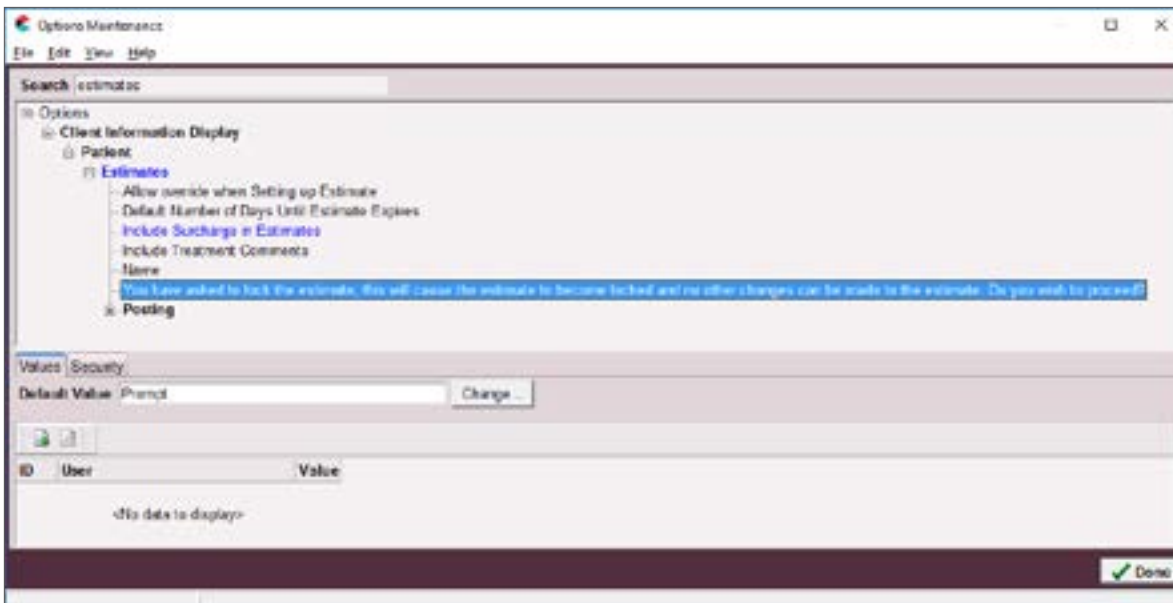 Options Maintenance
File Edit View Help
Search estimates
Options
Client Information Display
Patient
Estimates
Allow override when Setting up Estimate
Default Number of Days Until Estimate Expires
Include Surcharge in Estimates
Include Treatment Comments
Name
You have asked to lock the estimate, this will cause the estimate to become locked and no other changes can be made to the estimate. Do you wish to proceed?
Posting
Values Security
Default Value Prompt Change ...
ID User Value
<No data to display>
Done